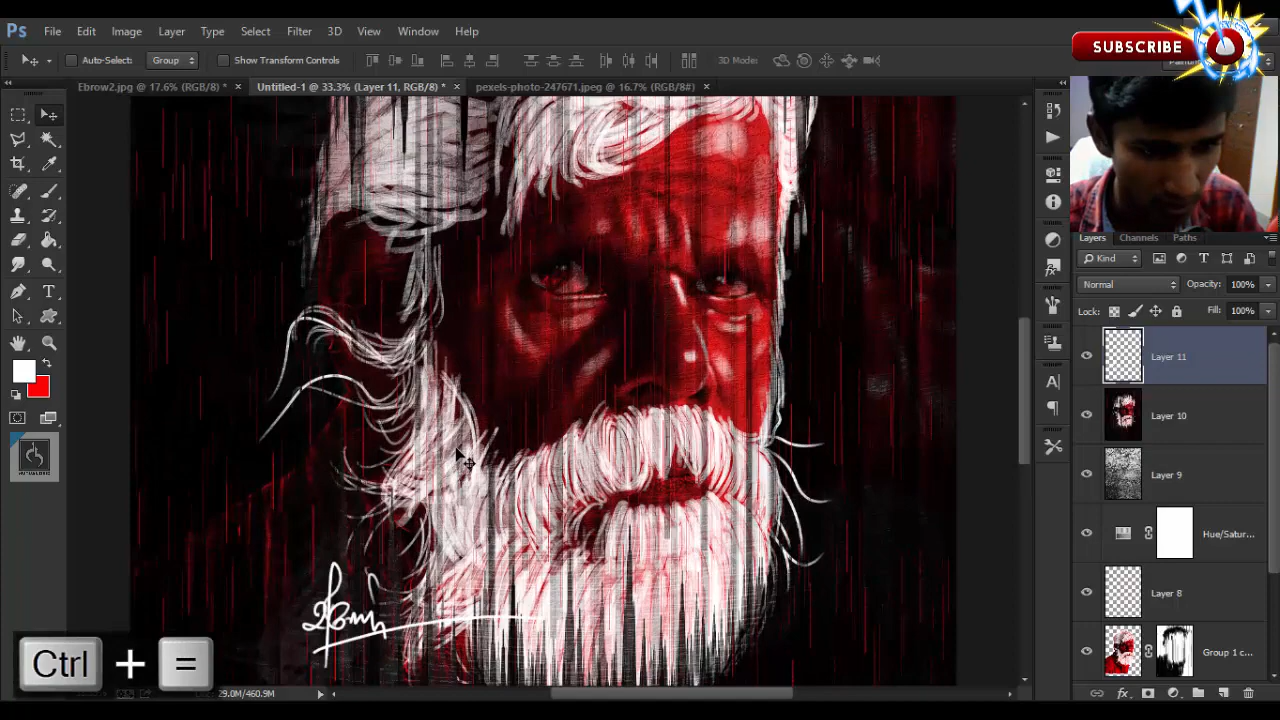 Ps File Edit Image Layer Type Select Filter 3D View Window Help
SUBSCRIBE
Auto-Select: Group Show Transform Controls 3D Mode:
Ebrow2.jpg @ 17.6% (RGB/8) * × Untitled-1 @ 33.3% (Layer 11, RGB/8) * × pexels-photo-247671.jpeg @ 16.7% (RGB/8#) ×
Layers Channels Paths
Kind
Normal Opacity: 100%
Lock: Fill: 100%
Layer 11
Layer 10
Layer 9
Hue/Satur...
Layer 8
Group 1 c...
Ctrl + =
29.0M/460.9M